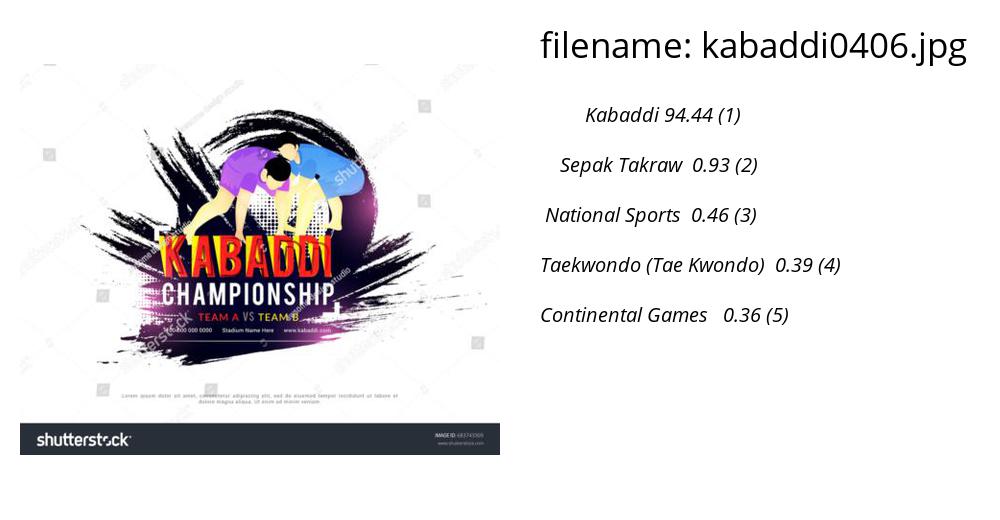 filename: kabaddi0406.jpg
Kabaddi 94.44 (1)
Sepak Takraw 0.93 (2)
National Sports 0.46 (3)
Taekwondo (Tae Kwondo) 0.39 (4)
Continental Games 0.36 (5)
shutterstock
KABADDI
CHAMPIONSHIP
TEAM A VS TEAM B
000 0000 Stadium Name Here www.kabaddi.com
Lorem ipsum dolor sit amet, consectetur adipiscing elit, sed do eiusmod tempor incididunt ut labore et
dolore magna aliqua. Ut enim ad minim veniam
shutterstock
IMAGE ID:
www.shutterstock.com